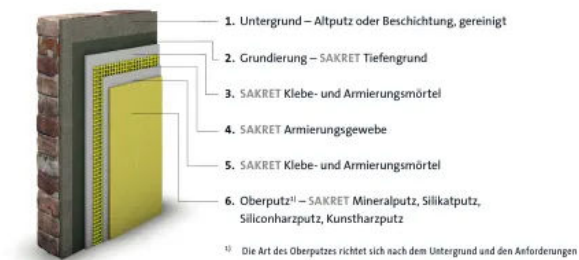 1. Untergrund – Altputz oder Beschichtung, gereinigt
2. Grundierung – SAKRET Tiefengrund
3. SAKRET Klebe- und Armierungsmörtel
4. SAKRET Armierungsgewebe
5. SAKRET Klebe- und Armierungsmörtel
6. Oberputz¹⁾ – SAKRET Mineralputz, Silikatputz,
Siliconharzputz, Kunstharzputz
¹⁾ Die Art des Oberputzes richtet sich nach dem Untergrund und den Anforderungen